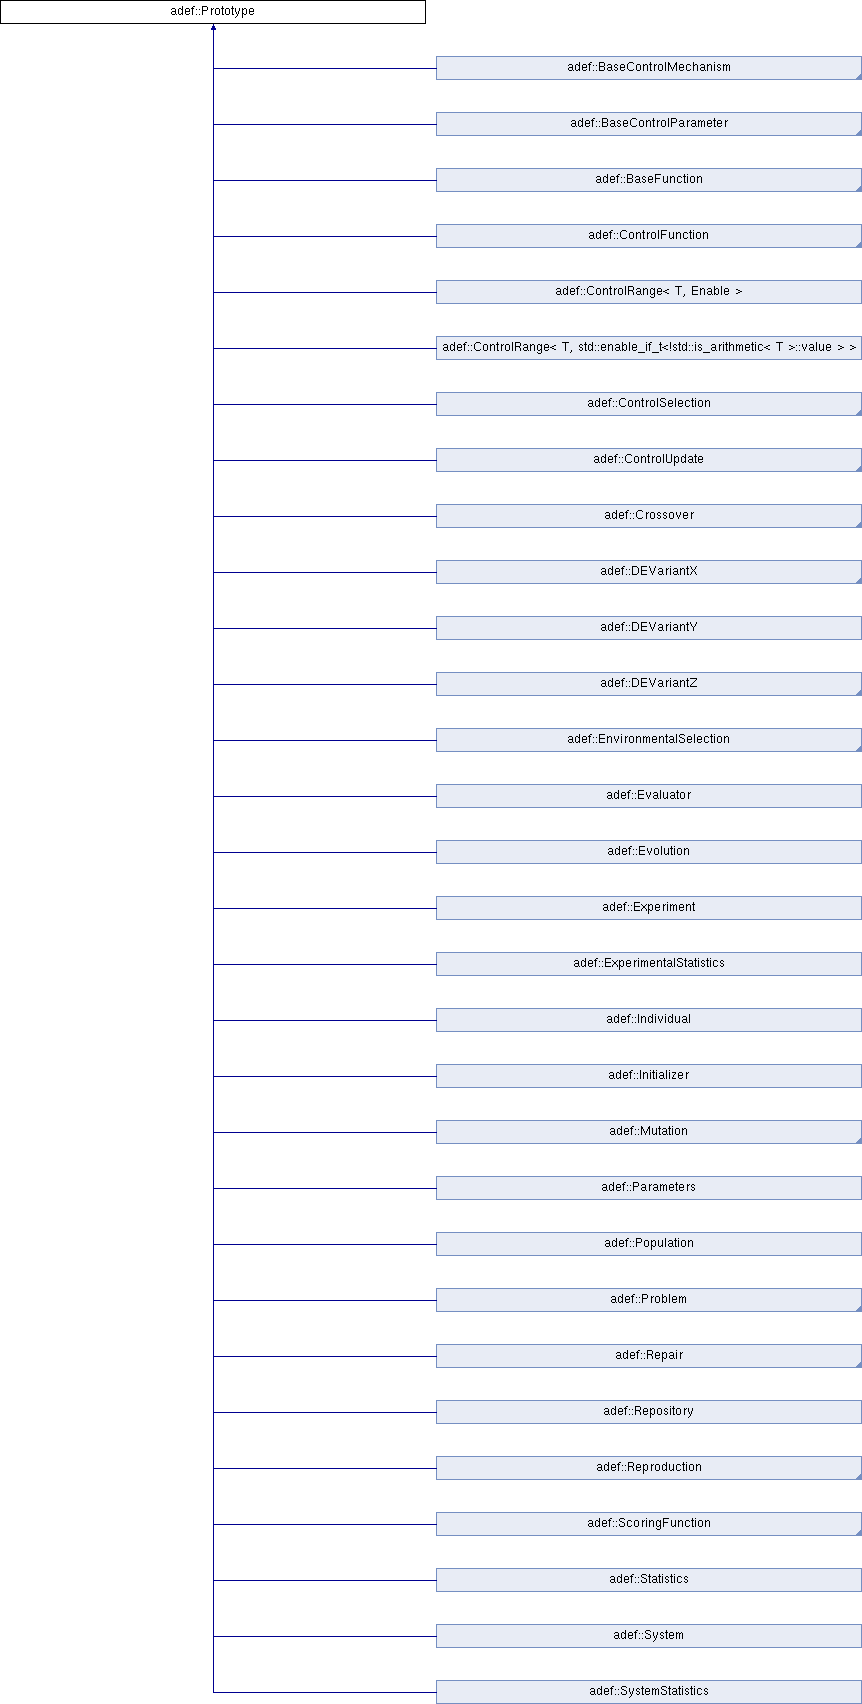 adef::Prototype
adef::BaseControlMechanism
adef::BaseControlParameter
adef::BaseFunction
adef::ControlFunction
adef::ControlRange< T, Enable >
adef::ControlRange< T, std::enable_if_t<!std::is_arithmetic< T >::value > >
adef::ControlSelection
adef::ControlUpdate
adef::Crossover
adef::DEVariantX
adef::DEVariantY
adef::DEVariantZ
adef::EnvironmentalSelection
adef::Evaluator
adef::Evolution
adef::Experiment
adef::ExperimentalStatistics
adef::Individual
adef::Initializer
adef::Mutation
adef::Parameters
adef::Population
adef::Problem
adef::Repair
adef::Repository
adef::Reproduction
adef::ScoringFunction
adef::Statistics
adef::System
adef::SystemStatistics